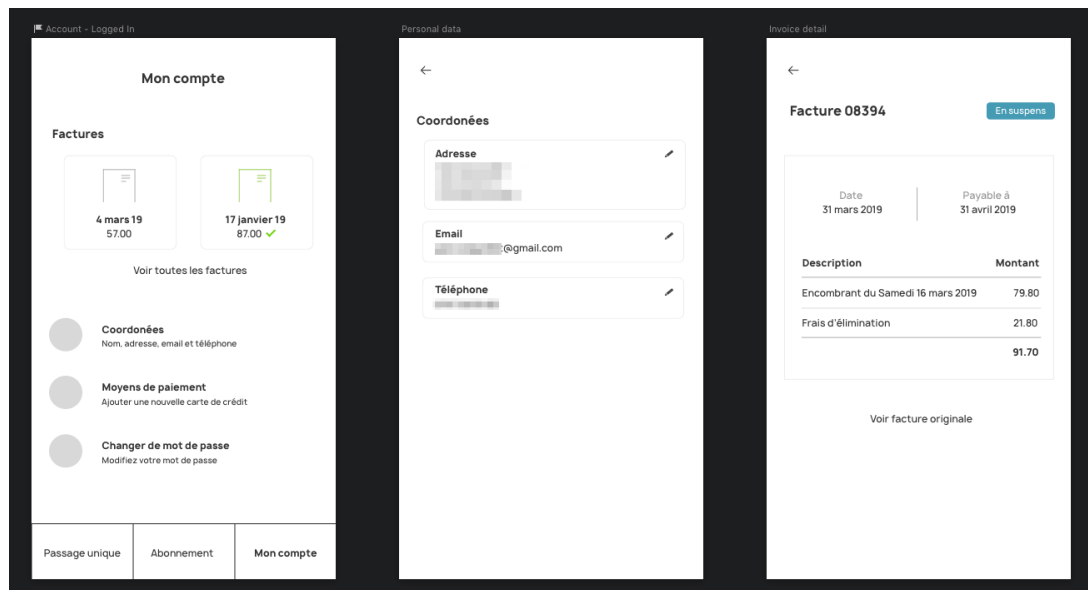 Account - Logged In
Mon compte
Factures
4 mars 19
57.00
17 janvier 19
87.00
Voir toutes les factures
Coordonées
Nom, adresse, email et téléphone
Moyens de paiement
Ajouter une nouvelle carte de crédit
Changer de mot de passe
Modifiez votre mot de passe
Passage unique
Abonnement
Mon compte
Personal data
Coordonées
Adresse
Email
@gmail.com
Téléphone
Invoice detail
Facture 08394
En suspens
Date
31 mars 2019
Payable â
31 avril 2019
Description Montant
Encombrant du Samedi 16 mars 2019 79.80
Frais d'élimination 21.80
91.70
Voir facture originale